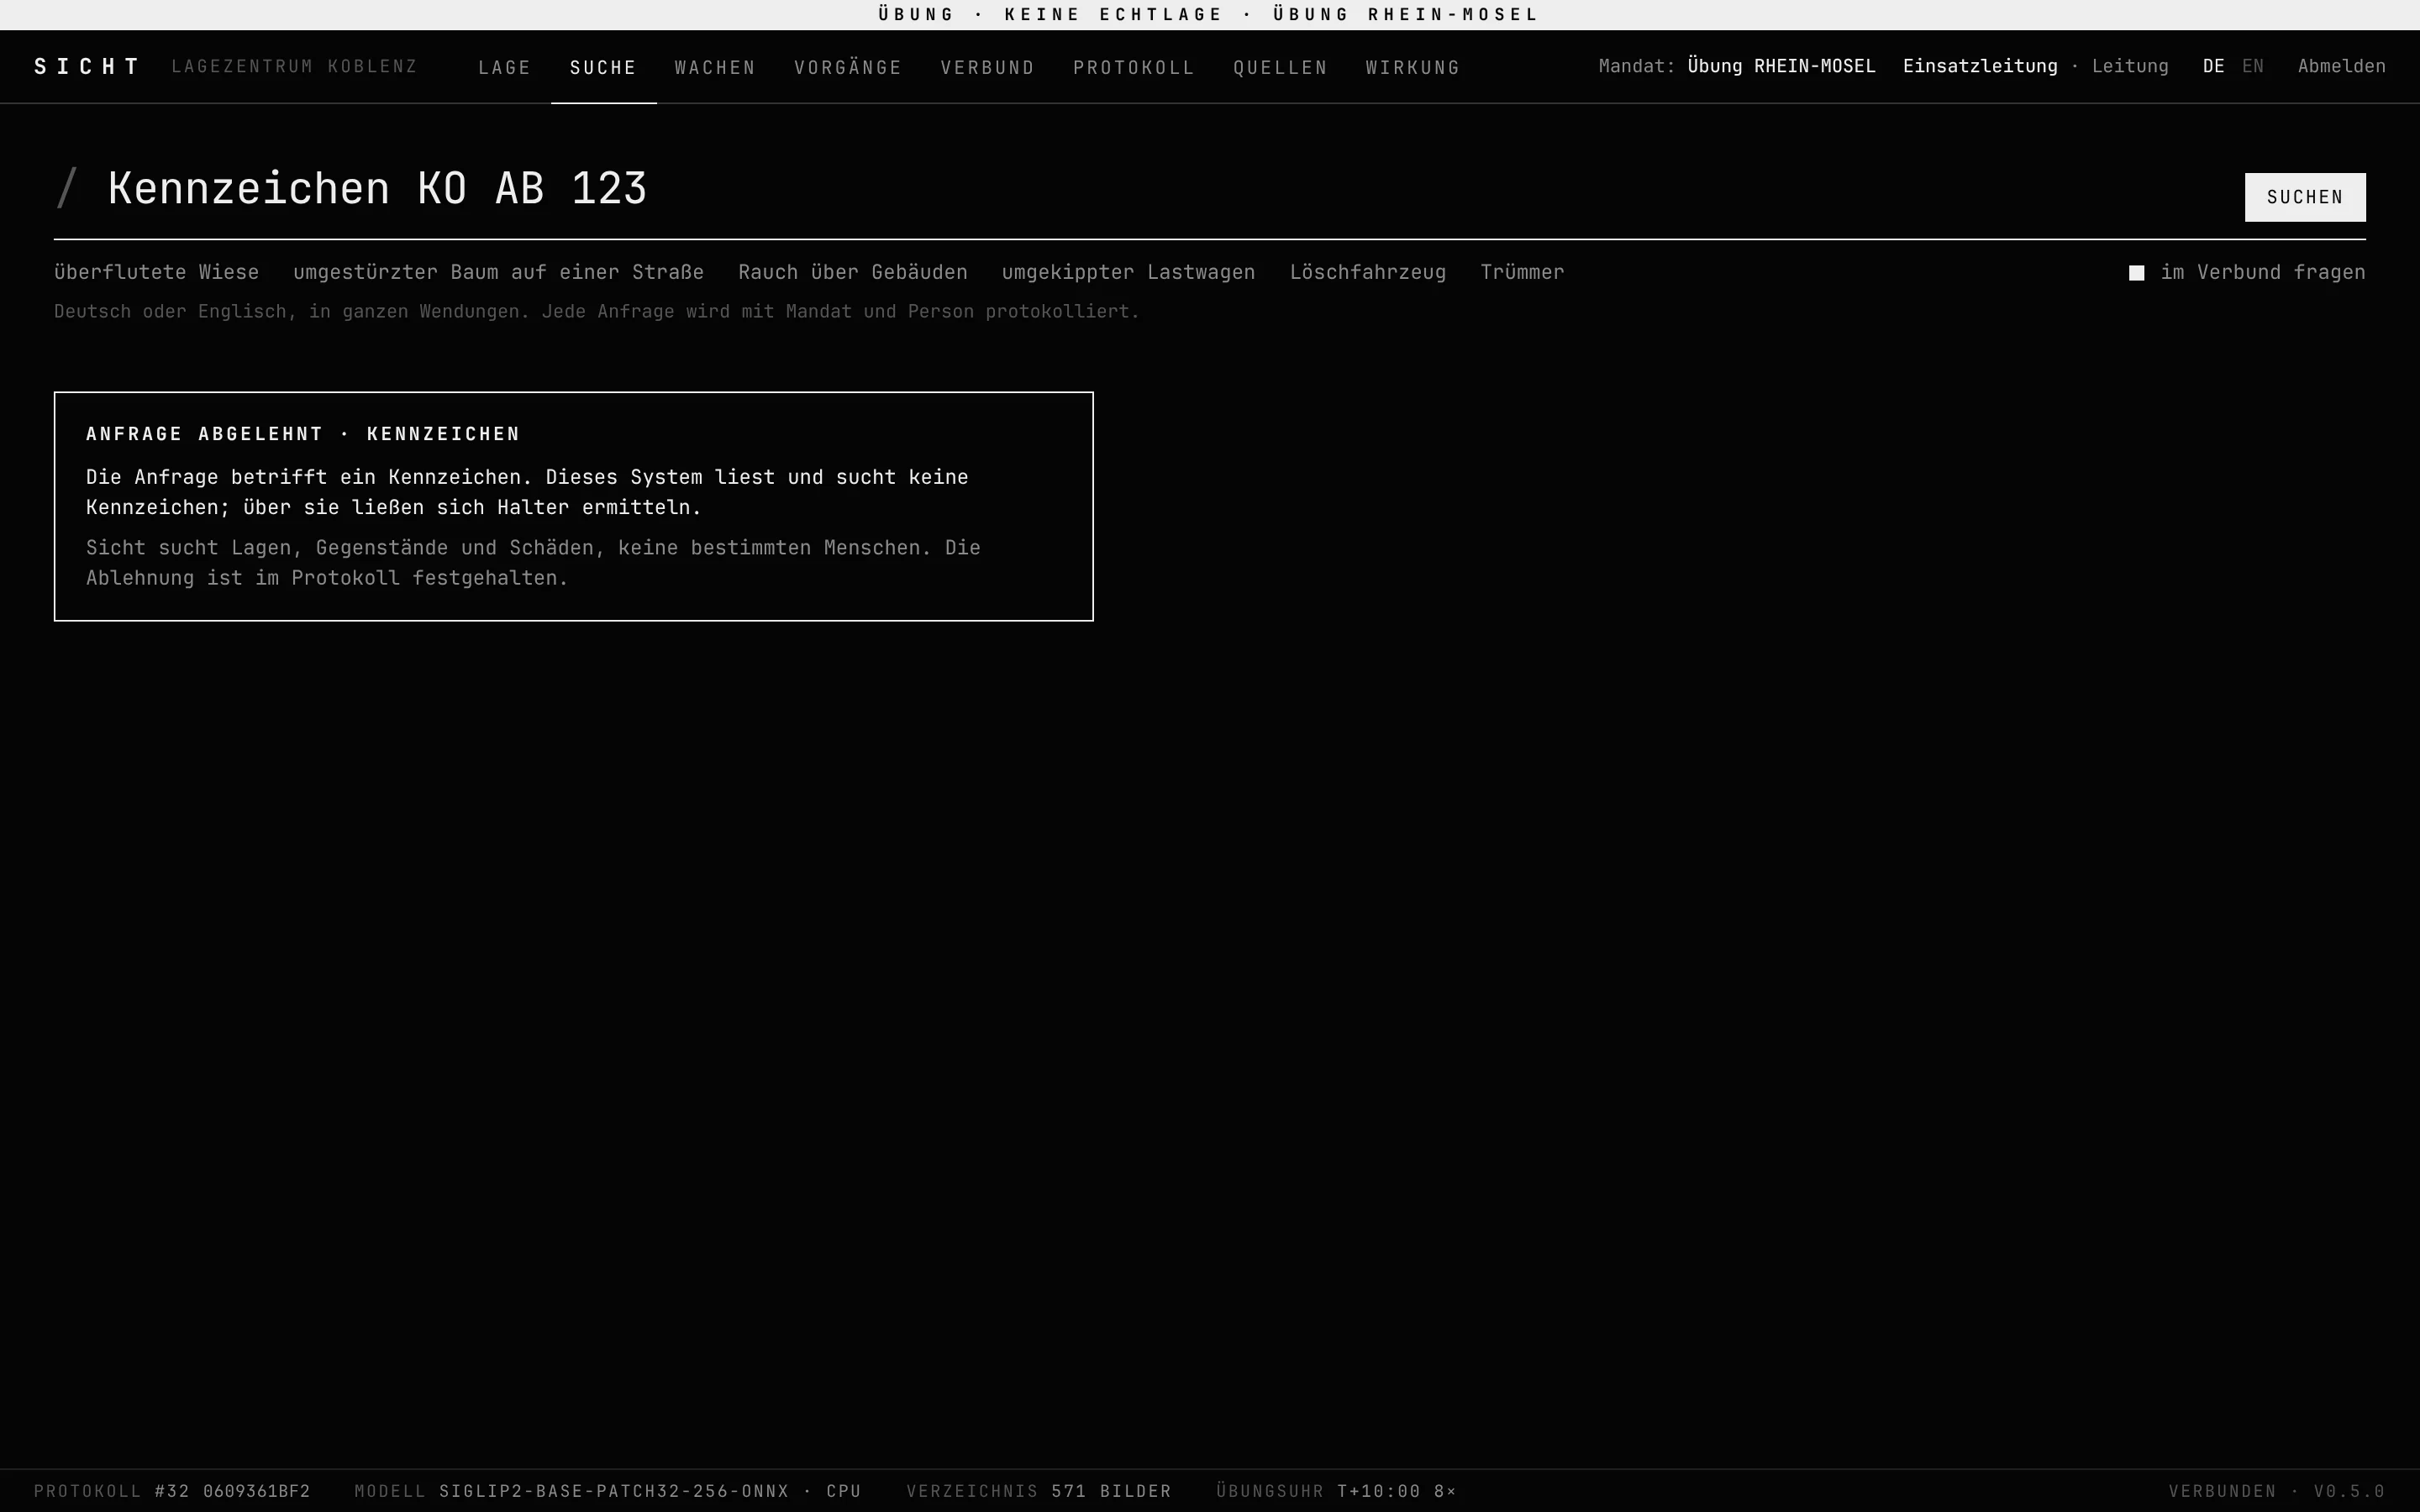 ÜBUNG · KEINE ECHTLAGE · ÜBUNG RHEIN-MOSEL
SICHT LAGEZENTRUM KOBLENZ LAGE SUCHE WACHEN VORGÄNGE VERBUND PROTOKOLL QUELLEN WIRKUNG Mandat: Übung RHEIN-MOSEL Einsatzleitung · Leitung DE EN Abmelden
/ Kennzeichen KO AB 123 SUCHEN
überflutete Wiese umgestürzter Baum auf einer Straße Rauch über Gebäuden umgekippter Lastwagen Löschfahrzeug Trümmer im Verbund fragen
Deutsch oder Englisch, in ganzen Wendungen. Jede Anfrage wird mit Mandat und Person protokolliert.
ANFRAGE ABGELEHNT · KENNZEICHEN
Die Anfrage betrifft ein Kennzeichen. Dieses System liest und sucht keine
Kennzeichen; über sie ließen sich Halter ermitteln.
Sicht sucht Lagen, Gegenstände und Schäden, keine bestimmten Menschen. Die
Ablehnung ist im Protokoll festgehalten.
PROTOKOLL #32 0609361BF2 MODELL SIGLIP2-BASE-PATCH32-256-ONNX · CPU VERZEICHNIS 571 BILDER ÜBUNGSUHR T+10:00 8× VERBUNDEN · V0.5.0